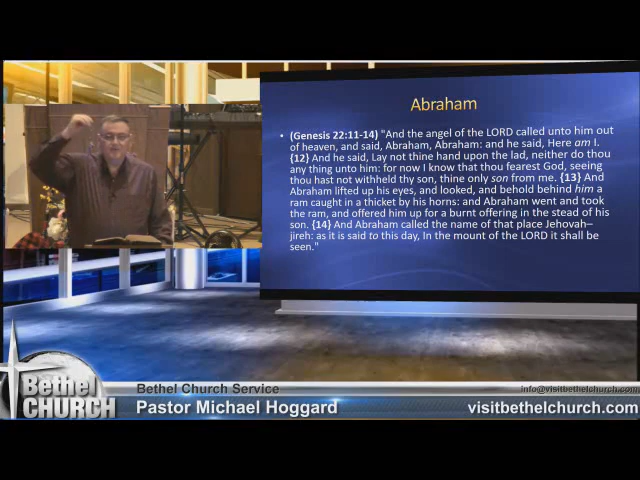 Abraham
• (Genesis 22:11-14) "And the angel of the LORD called unto him out
of heaven, and said, Abraham, Abraham: and he said, Here am I.
{12} And he said, Lay not thine hand upon the lad, neither do thou
any thing unto him: for now I know that thou fearest God, seeing
thou hast not withheld thy son, thine only son from me. {13} And
Abraham lifted up his eyes, and looked, and behold behind him a
ram caught in a thicket by his horns: and Abraham went and took
the ram, and offered him up for a burnt offering in the stead of his
son. {14} And Abraham called the name of that place Jehovah–
jireh: as it is said to this day, In the mount of the LORD it shall be
seen."
Bethel
CHURCH
Bethel Church Service
info@visitbethelchurch.com
Pastor Michael Hoggard
visitbethelchurch.com